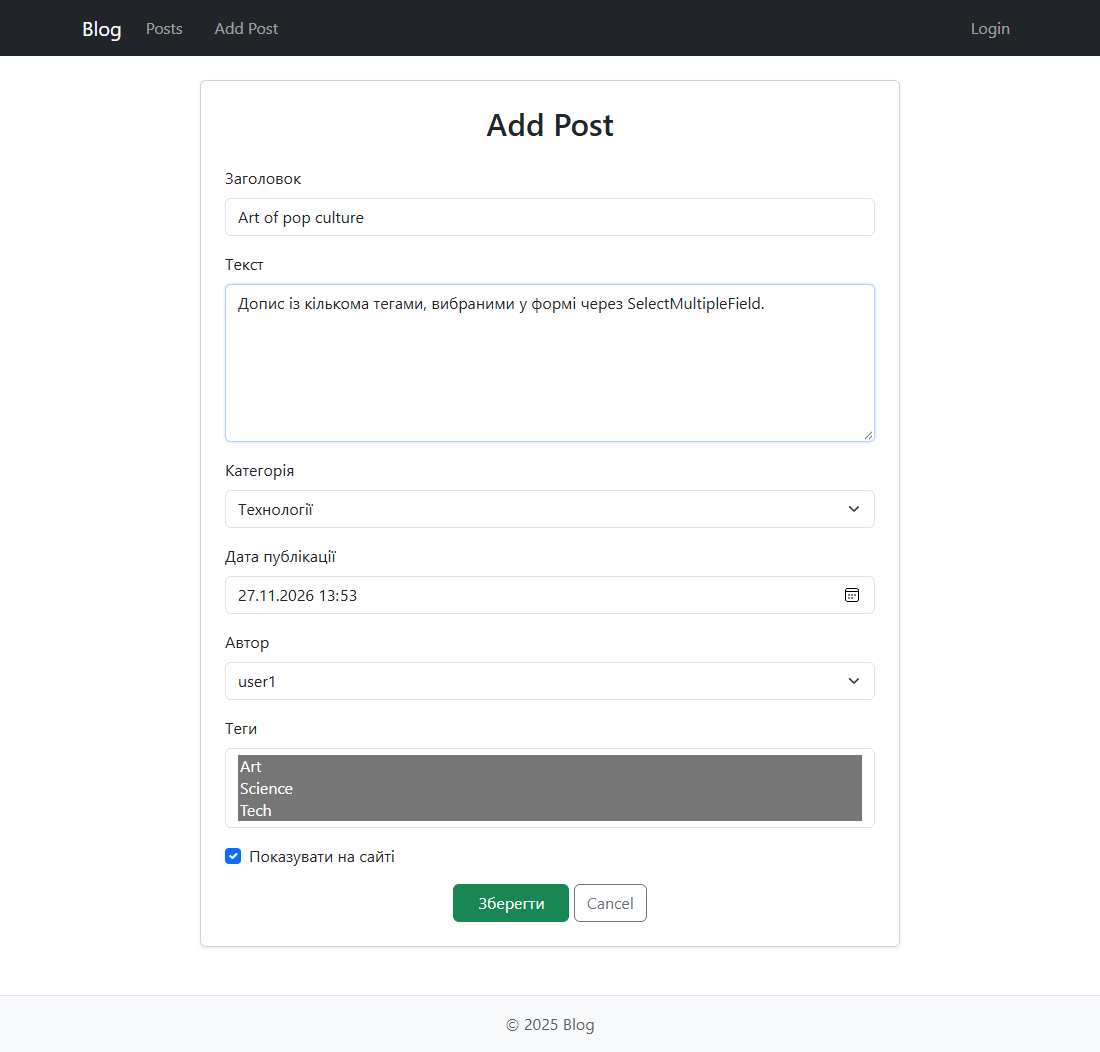 Blog Posts Add Post Login
Add Post
Заголовок
Art of pop culture
Текст
Допис із кількома тегами, вибраними у формі через SelectMultipleField.
Категорія
Технології
Дата публікації
27.11.2026 13:53
Автор
user1
Теги
Art
Science
Tech
Показувати на сайті
Зберегти Cancel
© 2025 Blog